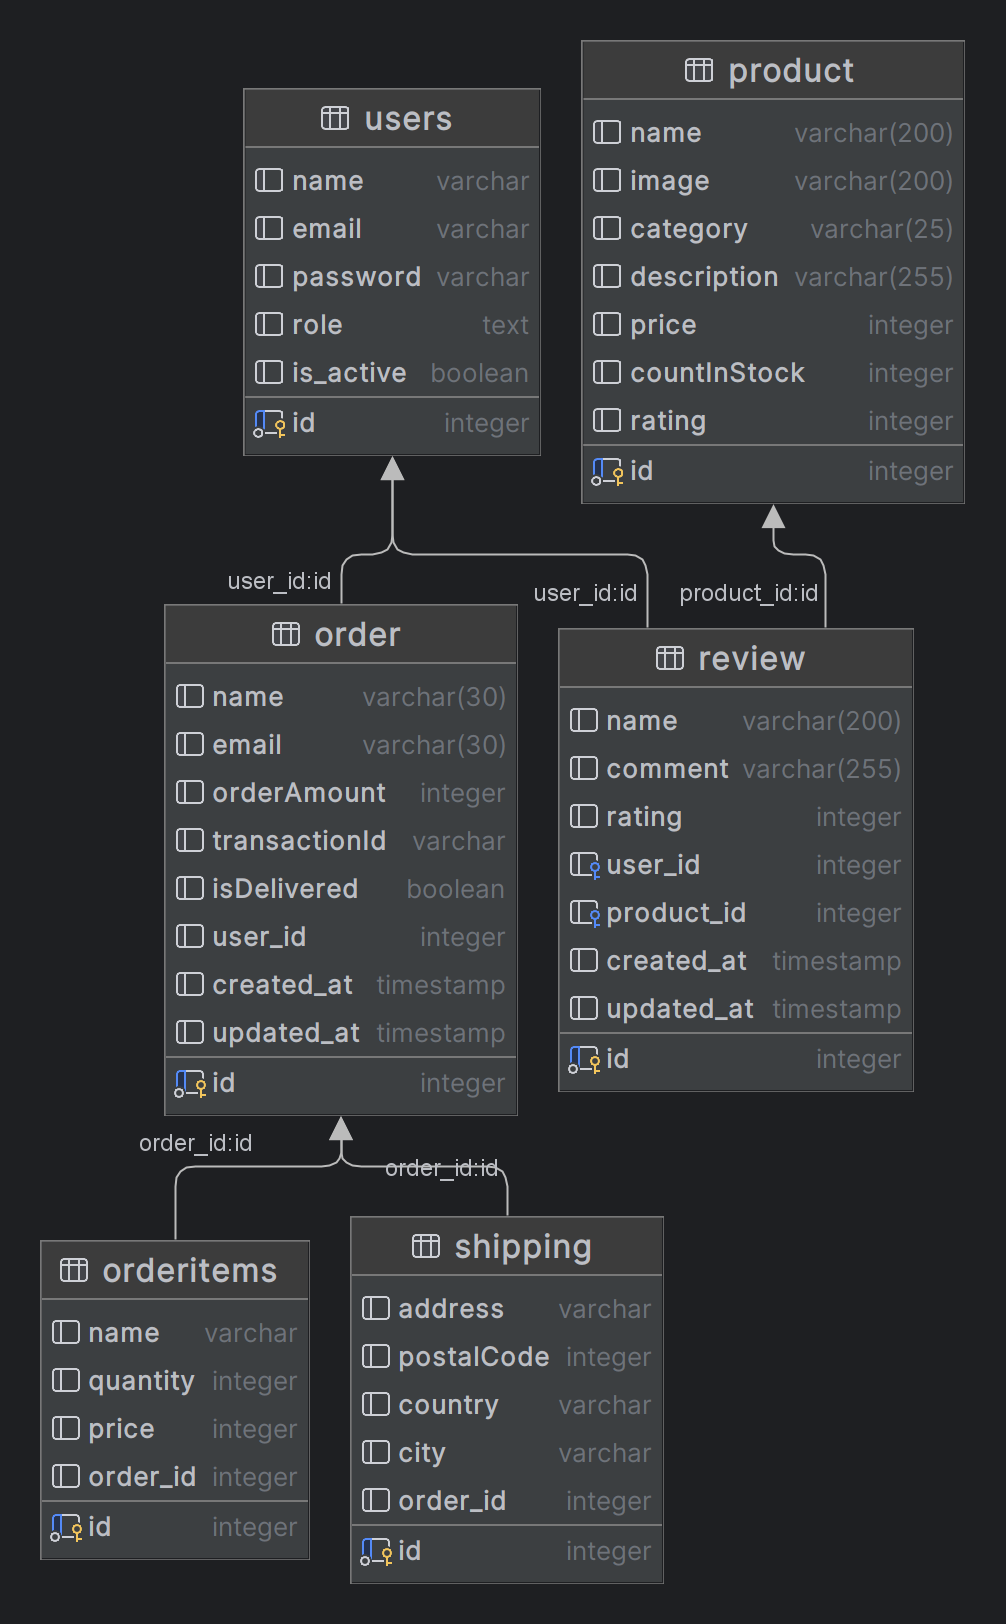 users
name varchar
email varchar
password varchar
role text
is_active boolean
id integer
product
name varchar(200)
image varchar(200)
category varchar(25)
description varchar(255)
price integer
countInStock integer
rating integer
id integer
user_id:id
user_id:id
product_id:id
order
name varchar(30)
email varchar(30)
orderAmount integer
transactionId varchar
isDelivered boolean
user_id integer
created_at timestamp
updated_at timestamp
id integer
review
name varchar(200)
comment varchar(255)
rating integer
user_id integer
product_id integer
created_at timestamp
updated_at timestamp
id integer
order_id:id
order_id:id
orderitems
name varchar
quantity integer
price integer
order_id integer
id integer
shipping
address varchar
postalCode integer
country varchar
city varchar
order_id integer
id integer